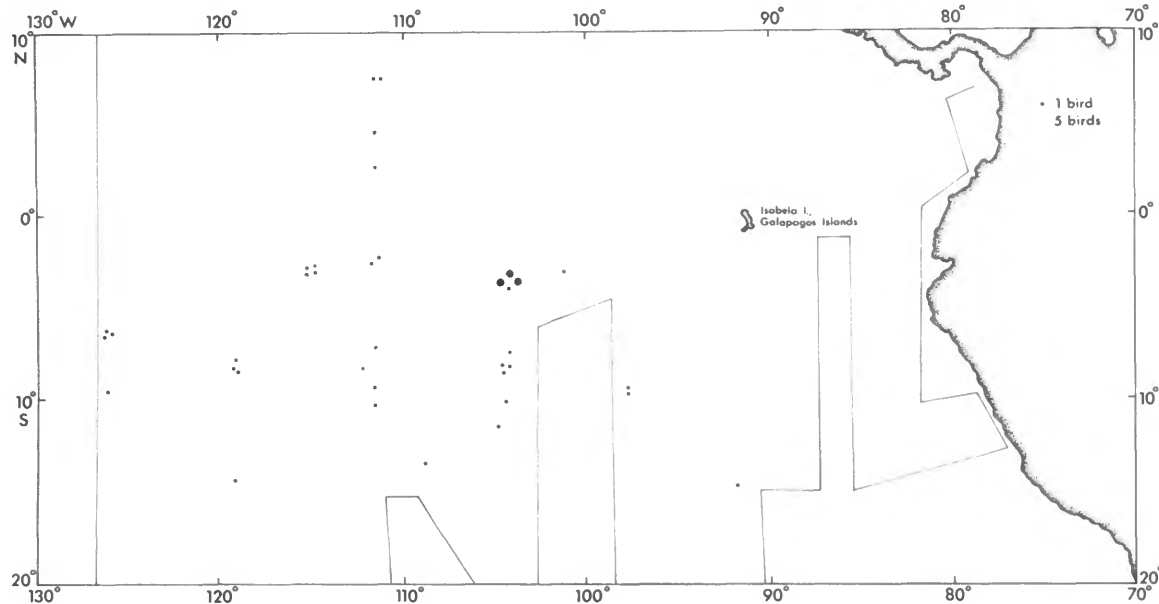 130° W 120° 110° 100° 90° 80° 70°
10° N 10°
• 1 bird
5 birds
0° Isabela I., 0°
Galapagos Islands
10° S 10°
20° 20°
130° 120° 110° 100° 90° 80° 70°